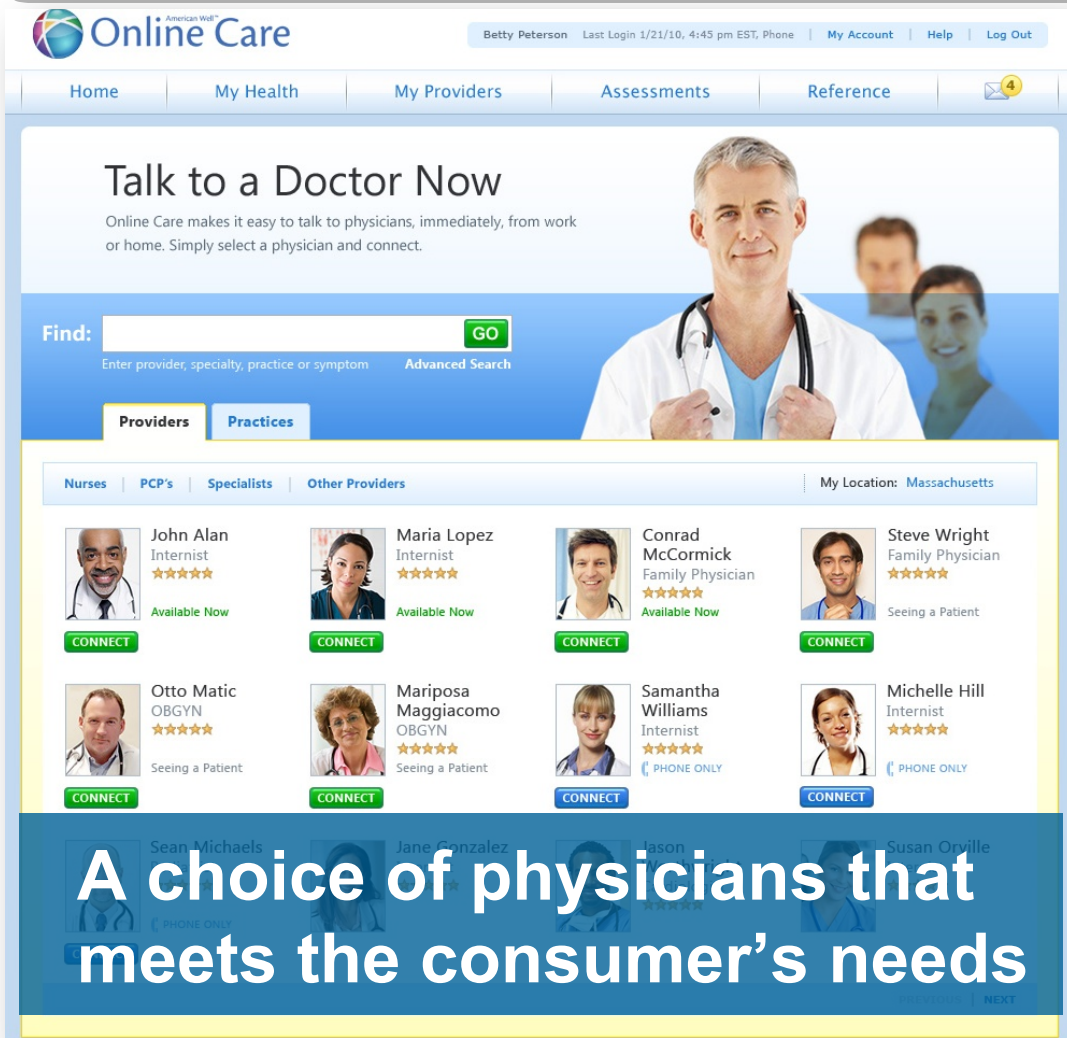 American Well™
Online Care
Betty Peterson Last Login 1/21/10, 4:45 pm EST, Phone | My Account | Help | Log Out
Home My Health My Providers Assessments Reference 4
Talk to a Doctor Now
Online Care makes it easy to talk to physicians, immediately, from work
or home. Simply select a physician and connect.
Find: GO
Enter provider, specialty, practice or symptom Advanced Search
Providers Practices
Nurses | PCP's | Specialists | Other Providers My Location: Massachusetts
John Alan
Internist
Available Now
CONNECT
Maria Lopez
Internist
Available Now
CONNECT
Conrad
McCormick
Family Physician
Available Now
CONNECT
Steve Wright
Family Physician
Seeing a Patient
CONNECT
Otto Matic
OBGYN
Seeing a Patient
CONNECT
Mariposa
Maggiacomo
OBGYN
Seeing a Patient
CONNECT
Samantha
Williams
Internist
PHONE ONLY
CONNECT
Michelle Hill
Internist
PHONE ONLY
CONNECT
Sean Michaels
PHONE ONLY
Jane Gonzalez
Jason
Susan Orville
A choice of physicians that
meets the consumer's needs
PREVIOUS | NEXT